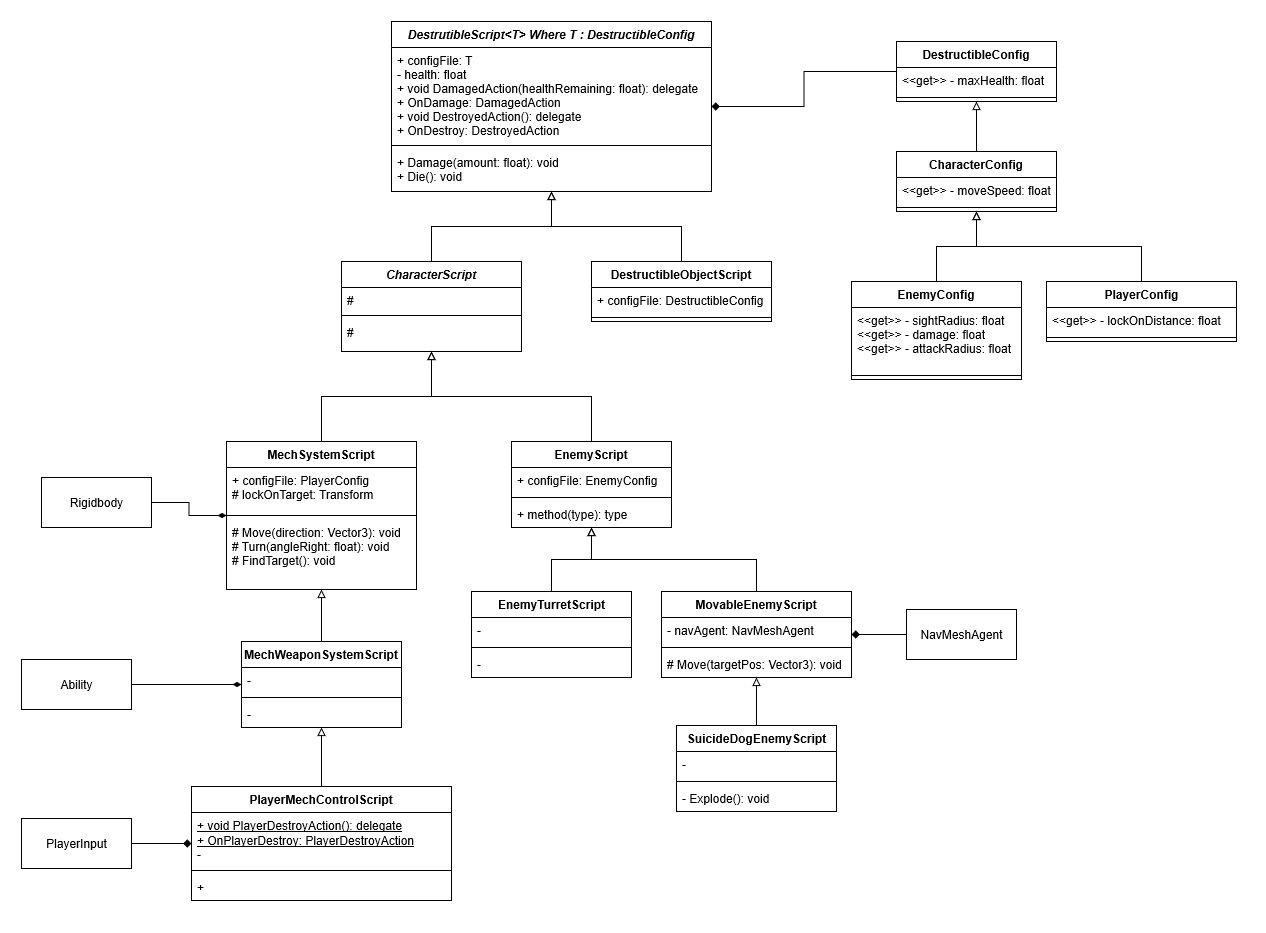 DestrutibleScript<T> Where T : DestructibleConfig
+ configFile: T
- health: float
+ void DamagedAction(healthRemaining: float): delegate
+ OnDamage: DamagedAction
+ void DestroyedAction(): delegate
+ OnDestroy: DestroyedAction
+ Damage(amount: float): void
+ Die(): void
DestructibleConfig
<<get>> - maxHealth: float
CharacterConfig
<<get>> - moveSpeed: float
CharacterScript
#
#
DestructibleObjectScript
+ configFile: DestructibleConfig
EnemyConfig
<<get>> - sightRadius: float
<<get>> - damage: float
<<get>> - attackRadius: float
PlayerConfig
<<get>> - lockOnDistance: float
MechSystemScript
+ configFile: PlayerConfig
# lockOnTarget: Transform
# Move(direction: Vector3): void
# Turn(angleRight: float): void
# FindTarget(): void
Rigidbody
EnemyScript
+ configFile: EnemyConfig
+ method(type): type
EnemyTurretScript
-
-
MovableEnemyScript
- navAgent: NavMeshAgent
# Move(targetPos: Vector3): void
NavMeshAgent
MechWeaponSystemScript
-
-
Ability
SuicideDogEnemyScript
-
- Explode(): void
PlayerMechControlScript
+ void PlayerDestroyAction(): delegate
+ OnPlayerDestroy: PlayerDestroyAction
-
+
PlayerInput